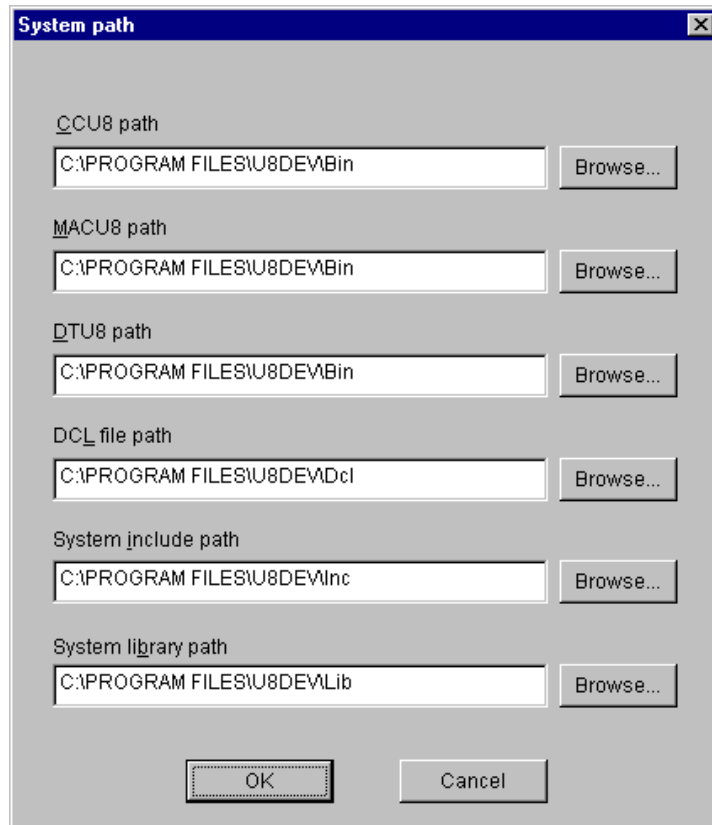 System path
CCU8 path
C:\PROGRAM FILES\U8DEV\Bin
Browse...
MACU8 path
C:\PROGRAM FILES\U8DEV\Bin
Browse...
DTU8 path
C:\PROGRAM FILES\U8DEV\Bin
Browse...
DCL file path
C:\PROGRAM FILES\U8DEV\Dcl
Browse...
System include path
C:\PROGRAM FILES\U8DEV\Inc
Browse...
System library path
C:\PROGRAM FILES\U8DEV\Lib
Browse...
OK
Cancel